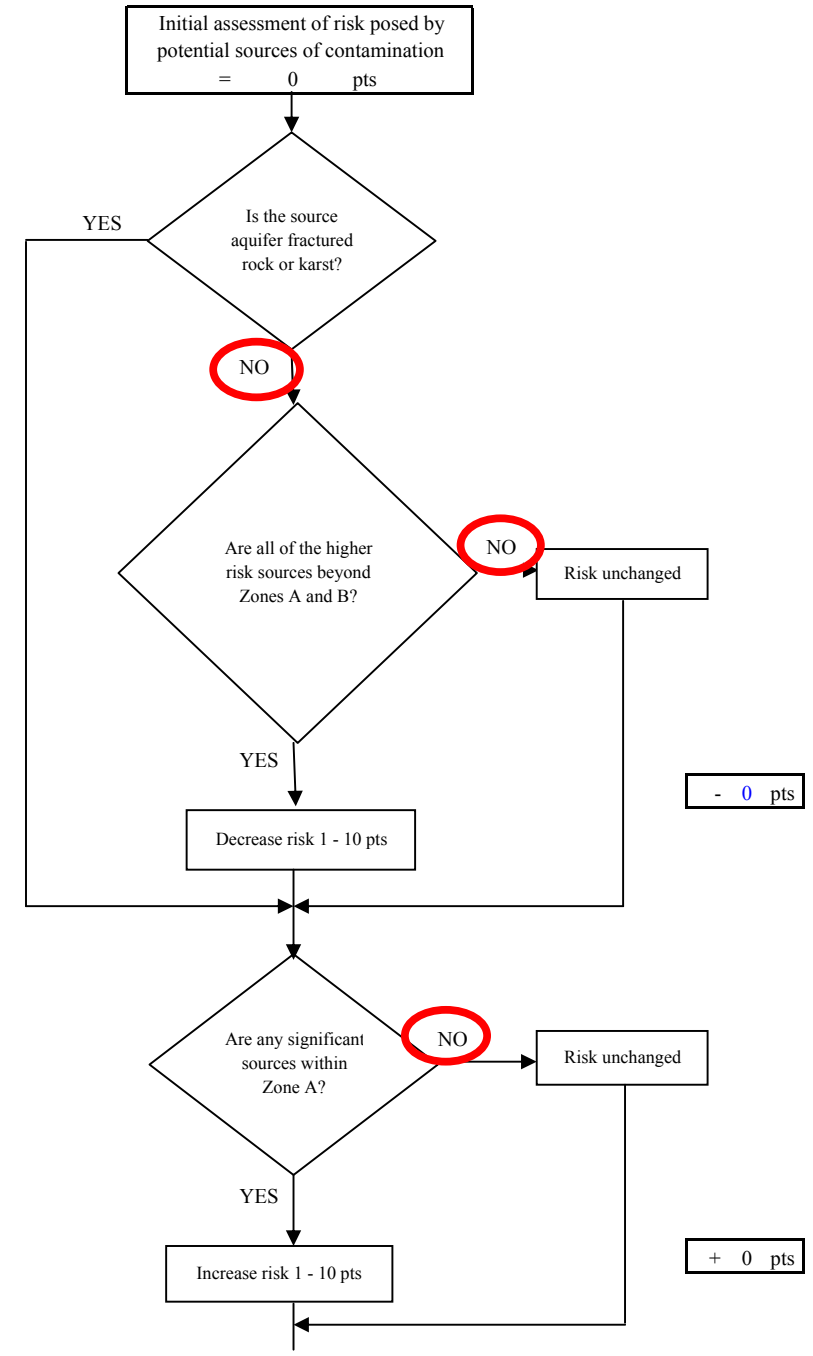 Initial assessment of risk posed by
potential sources of contamination
= 0 pts
YES
Is the source
aquifer fractured
rock or karst?
NO
Are all of the higher
risk sources beyond
Zones A and B?
NO
Risk unchanged
YES
- 0 pts
Decrease risk 1 - 10 pts
Are any significant
sources within
Zone A?
NO
Risk unchanged
YES
+ 0 pts
Increase risk 1 - 10 pts